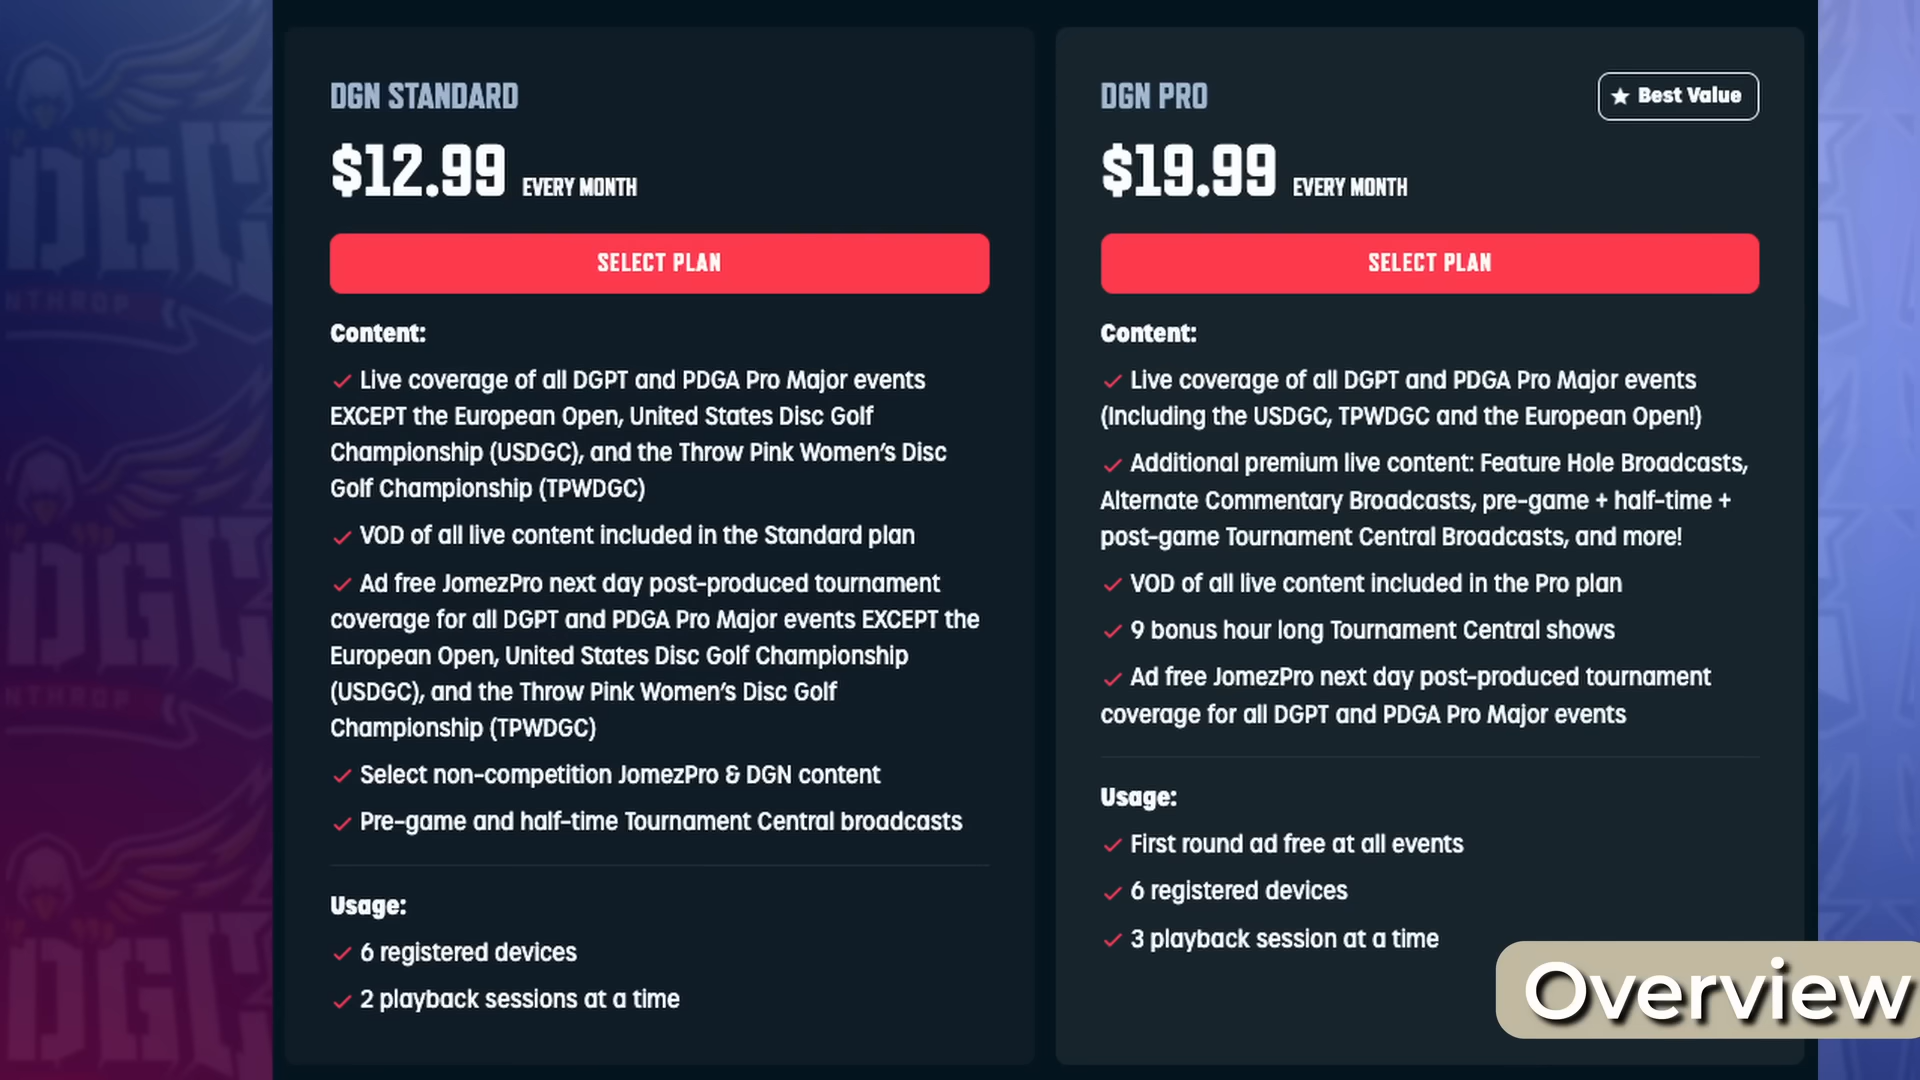 DGN STANDARD
$12.99 EVERY MONTH
SELECT PLAN
Content:
Live coverage of all DGPT and PDGA Pro Major events
EXCEPT the European Open, United States Disc Golf
Championship (USDGC), and the Throw Pink Women's Disc
Golf Championship (TPWDGC)
VOD of all live content included in the Standard plan
Ad free JomezPro next day post-produced tournament
coverage for all DGPT and PDGA Pro Major events EXCEPT the
European Open, United States Disc Golf Championship
(USDGC), and the Throw Pink Women's Disc Golf
Championship (TPWDGC)
Select non-competition JomezPro & DGN content
Pre-game and half-time Tournament Central broadcasts
Usage:
6 registered devices
2 playback sessions at a time
DGN PRO
Best Value
$19.99 EVERY MONTH
SELECT PLAN
Content:
Live coverage of all DGPT and PDGA Pro Major events
(Including the USDGC, TPWDGC and the European Open!)
Additional premium live content: Feature Hole Broadcasts,
Alternate Commentary Broadcasts, pre-game + half-time +
post-game Tournament Central Broadcasts, and more!
VOD of all live content included in the Pro plan
9 bonus hour long Tournament Central shows
Ad free JomezPro next day post-produced tournament
coverage for all DGPT and PDGA Pro Major events
Usage:
First round ad free at all events
6 registered devices
3 playback session at a time
Overview